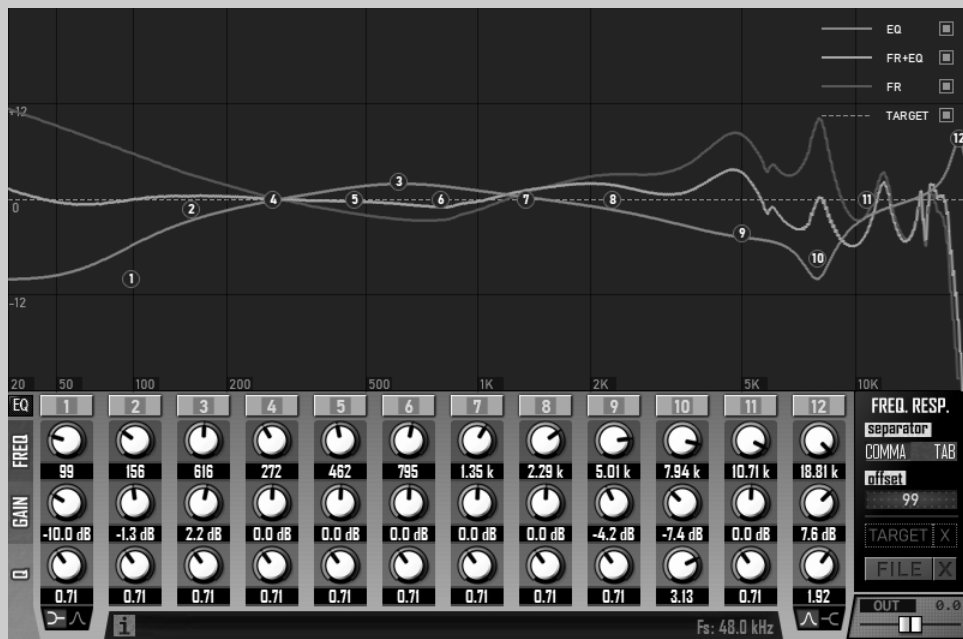 EQ
FR+EQ
FR
TARGET
+12
12
3
4 5 6 7 8 11
2
0
9
10
1
-12
20 50 100 200 500 1K 2K 5K 10K
EQ 1 2 3 4 5 6 7 8 9 10 11 12 FREQ. RESP.
separator
FREQ
COMMA TAB
99 156 616 272 462 795 1.35 k 2.29 k 5.01 k 7.94 k 10.71 k 18.81 k
offset
GAIN
99
-10.0 dB -1.3 dB 2.2 dB 0.0 dB 0.0 dB 0.0 dB 0.0 dB 0.0 dB -4.2 dB -7.4 dB 0.0 dB 7.6 dB
TARGET X
Q
FILE X
0.71 0.71 0.71 0.71 0.71 0.71 0.71 0.71 0.71 3.13 0.71 1.92
OUT 0.0
i Fs: 48.0 kHz